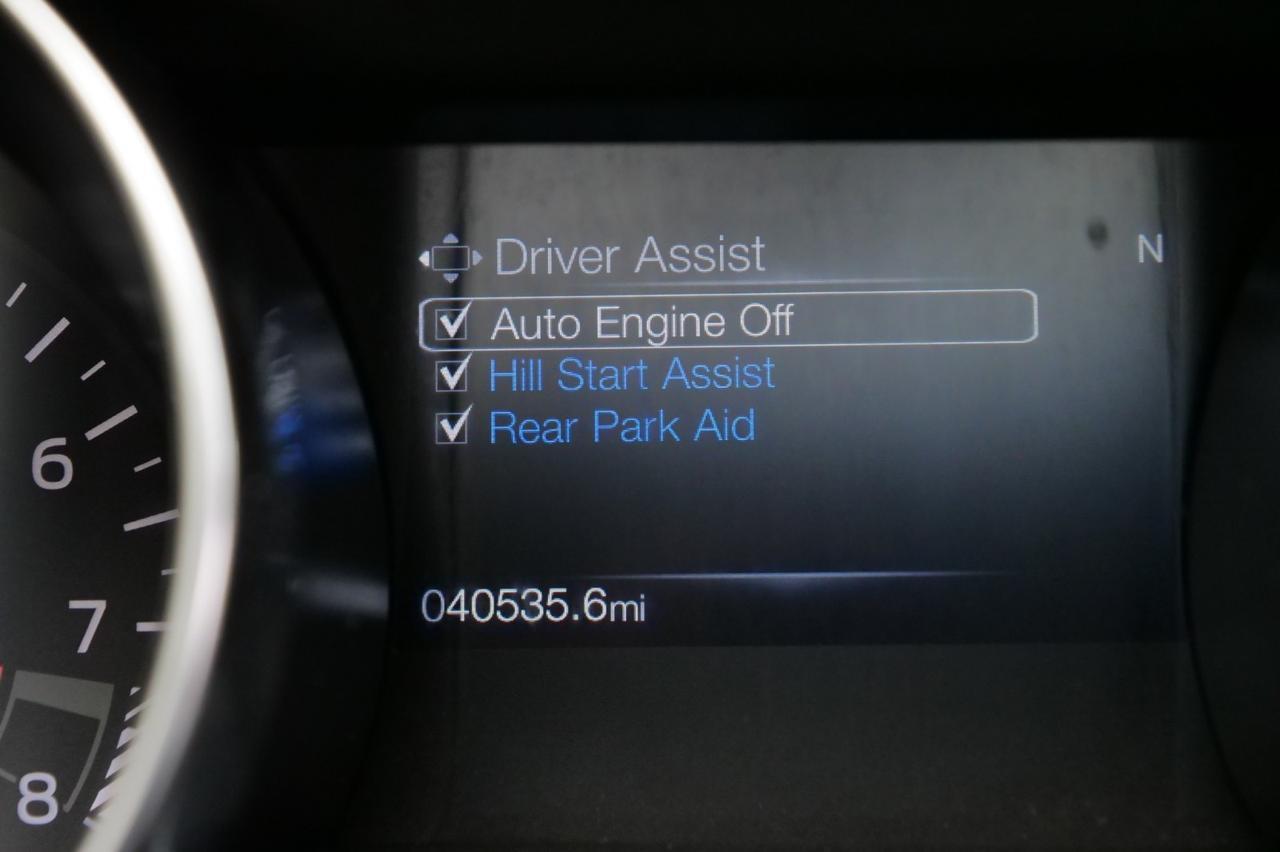 Driver Assist
N
Auto Engine Off
Hill Start Assist
Rear Park Aid
040535.6mi
6
7
8